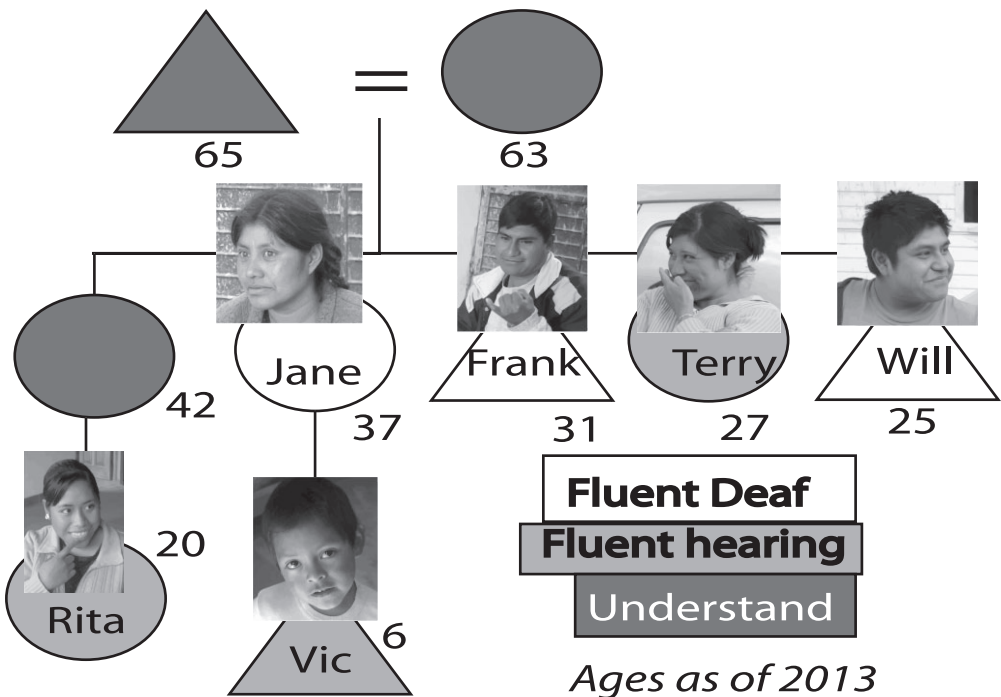 =
65
63
Jane
Frank
Terry
Will
42
37
31
27
25
20
Rita
6
Vic
Fluent Deaf
Fluent hearing
Understand
Ages as of 2013